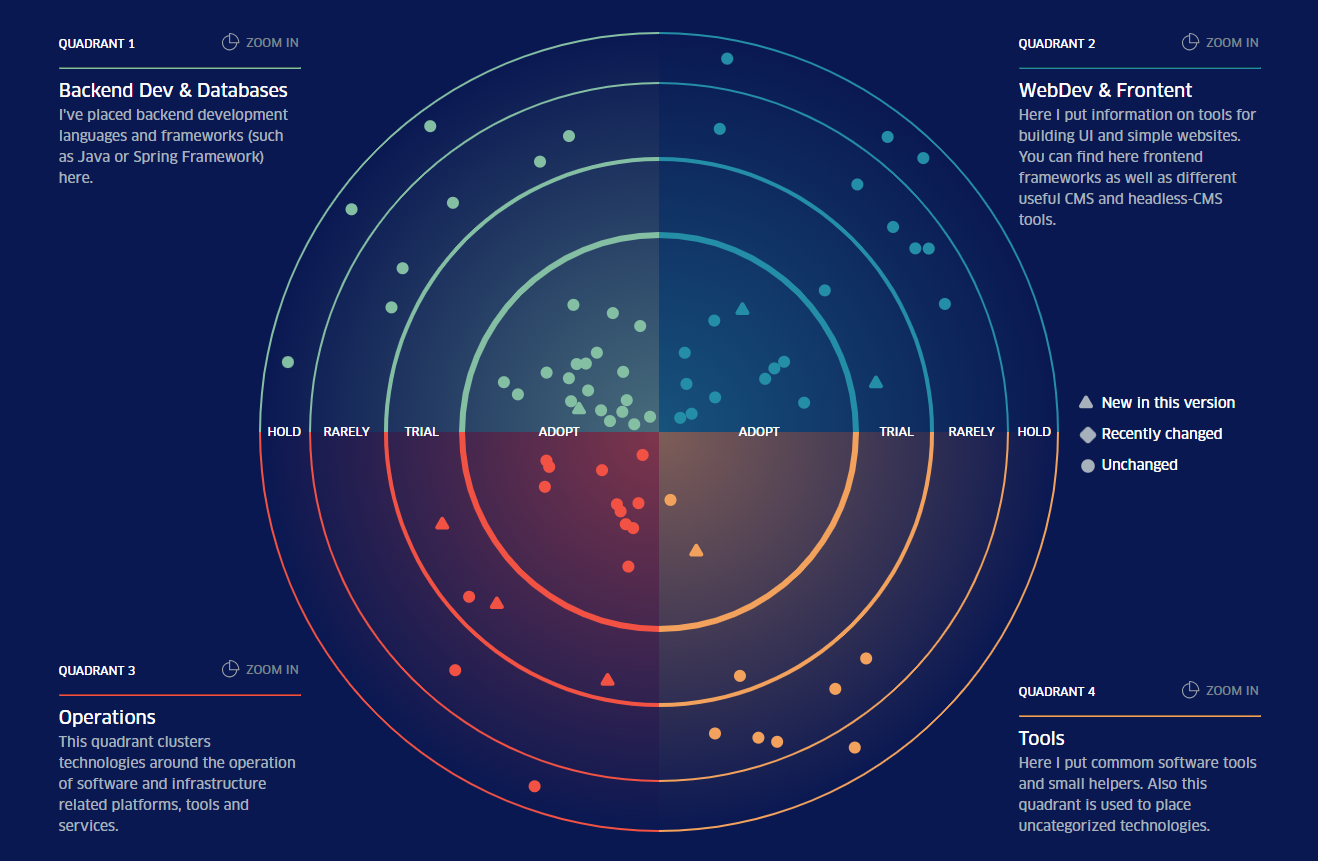 QUADRANT 1
ZOOM IN
Backend Dev & Databases
I've placed backend development
languages and frameworks (such
as Java or Spring Framework)
here.
QUADRANT 2
ZOOM IN
WebDev & Frontent
Here I put information on tools for
building UI and simple websites.
You can find here frontend
frameworks as well as different
useful CMS and headless-CMS
tools.
HOLD
RARELY
TRIAL
ADOPT
ADOPT
TRIAL
RARELY
HOLD
New in this version
Recently changed
Unchanged
QUADRANT 3
ZOOM IN
Operations
This quadrant clusters
technologies around the operation
of software and infrastructure
related platforms, tools and
services.
QUADRANT 4
ZOOM IN
Tools
Here I put commom software tools
and small helpers. Also this
quadrant is used to place
uncategorized technologies.